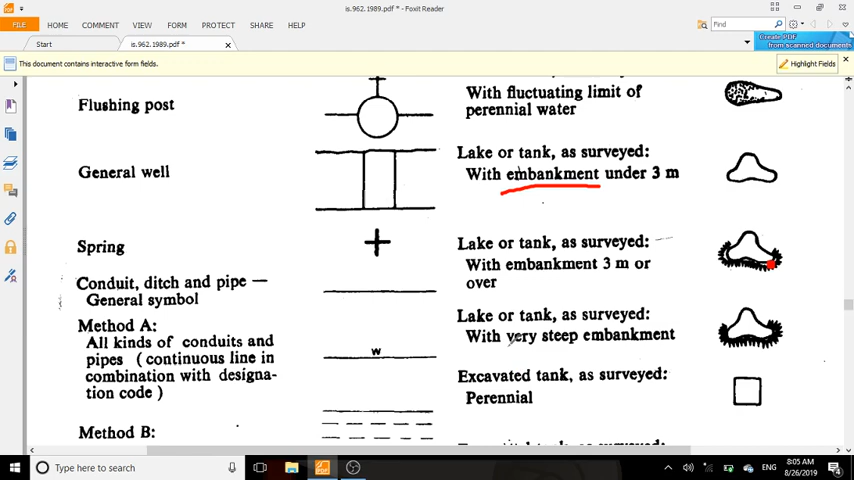 is.962.1989.pdf * - Foxit Reader
FILE
HOME
COMMENT
VIEW
FORM
PROTECT
SHARE
HELP
Find
Start
is.962.1989.pdf *
Create PDF
from scanned documents
This document contains interactive form fields.
Highlight Fields
Flushing post
General well
Spring
Conduit, ditch and pipe —
General symbol
Method A:
All kinds of conduits and
pipes ( continuous line in
combination with designa-
tion code )
W
Method B:
With fluctuating limit of
perennial water
Lake or tank, as surveyed:
With embankment under 3 m
Lake or tank, as surveyed:
With embankment 3 m or
over
Lake or tank, as surveyed:
With very steep embankment
Excavated tank, as surveyed:
Perennial
Type here to search
ENG
8:05 AM
8/26/2019
4